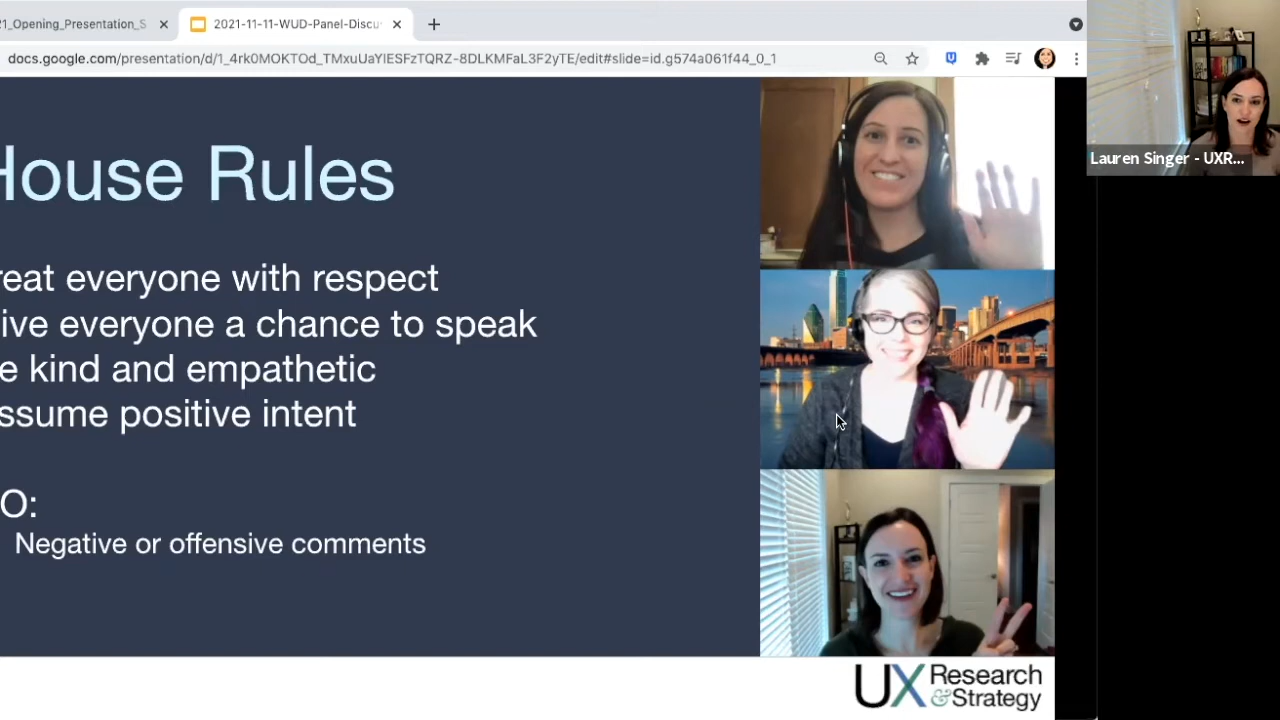 21_Opening_Presentation_S
2021-11-11-WUD-Panel-Discu
docs.google.com/presentation/d/1_4rk0MOKTOd_TMxuUaYlESFzTQRZ-8DLKMFaL3F2yTE/edit#slide=id.g574a061f44_0_1
Lauren Singer - UXR...
House Rules
reat everyone with respect
ive everyone a chance to speak
e kind and empathetic
ssume positive intent
O:
Negative or offensive comments
UX Research
&Strategy